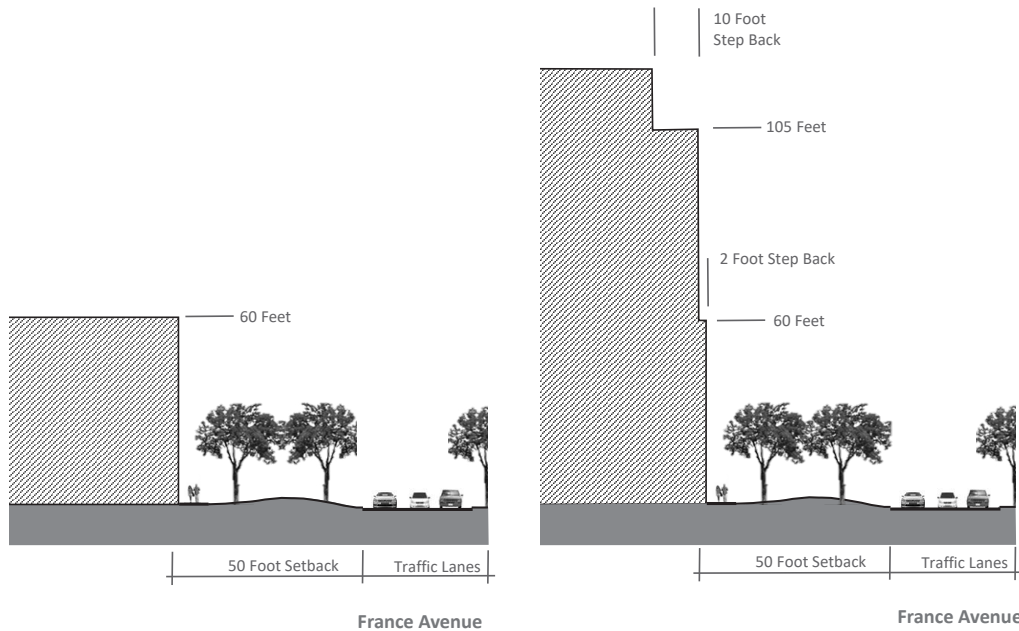 60 Feet
50 Foot Setback
Traffic Lanes
France Avenue
10 Foot
Step Back
105 Feet
2 Foot Step Back
60 Feet
50 Foot Setback
Traffic Lanes
France Avenue